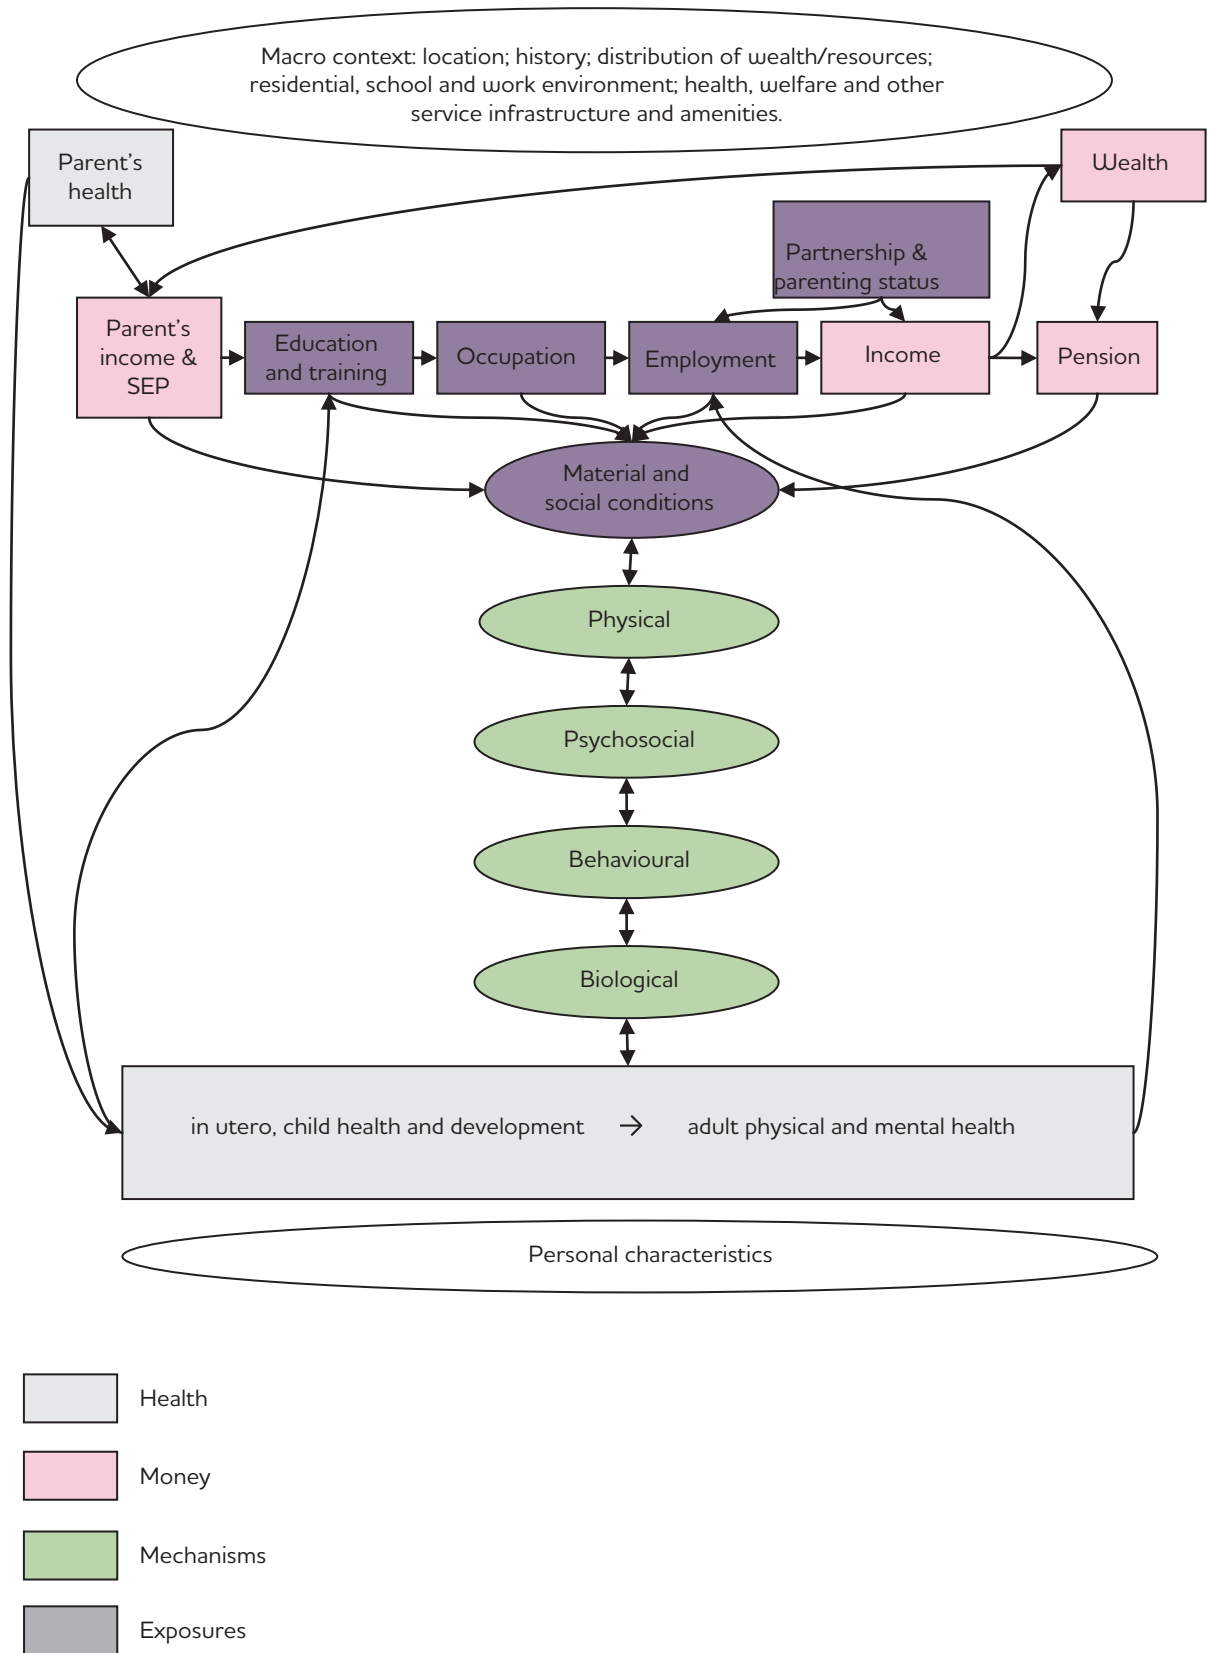 Macro context: location; history; distribution of wealth/resources;
residential, school and work environment; health, welfare and other
service infrastructure and amenities.
Parent's
health
Wealth
Partnership &
parenting status
Parent's
income &
SEP
Education
and training
Occupation
Employment
Income
Pension
Material and
social conditions
Physical
Psychosocial
Behavioural
Biological
in utero, child health and development → adult physical and mental health
Personal characteristics
Health
Money
Mechanisms
Exposures